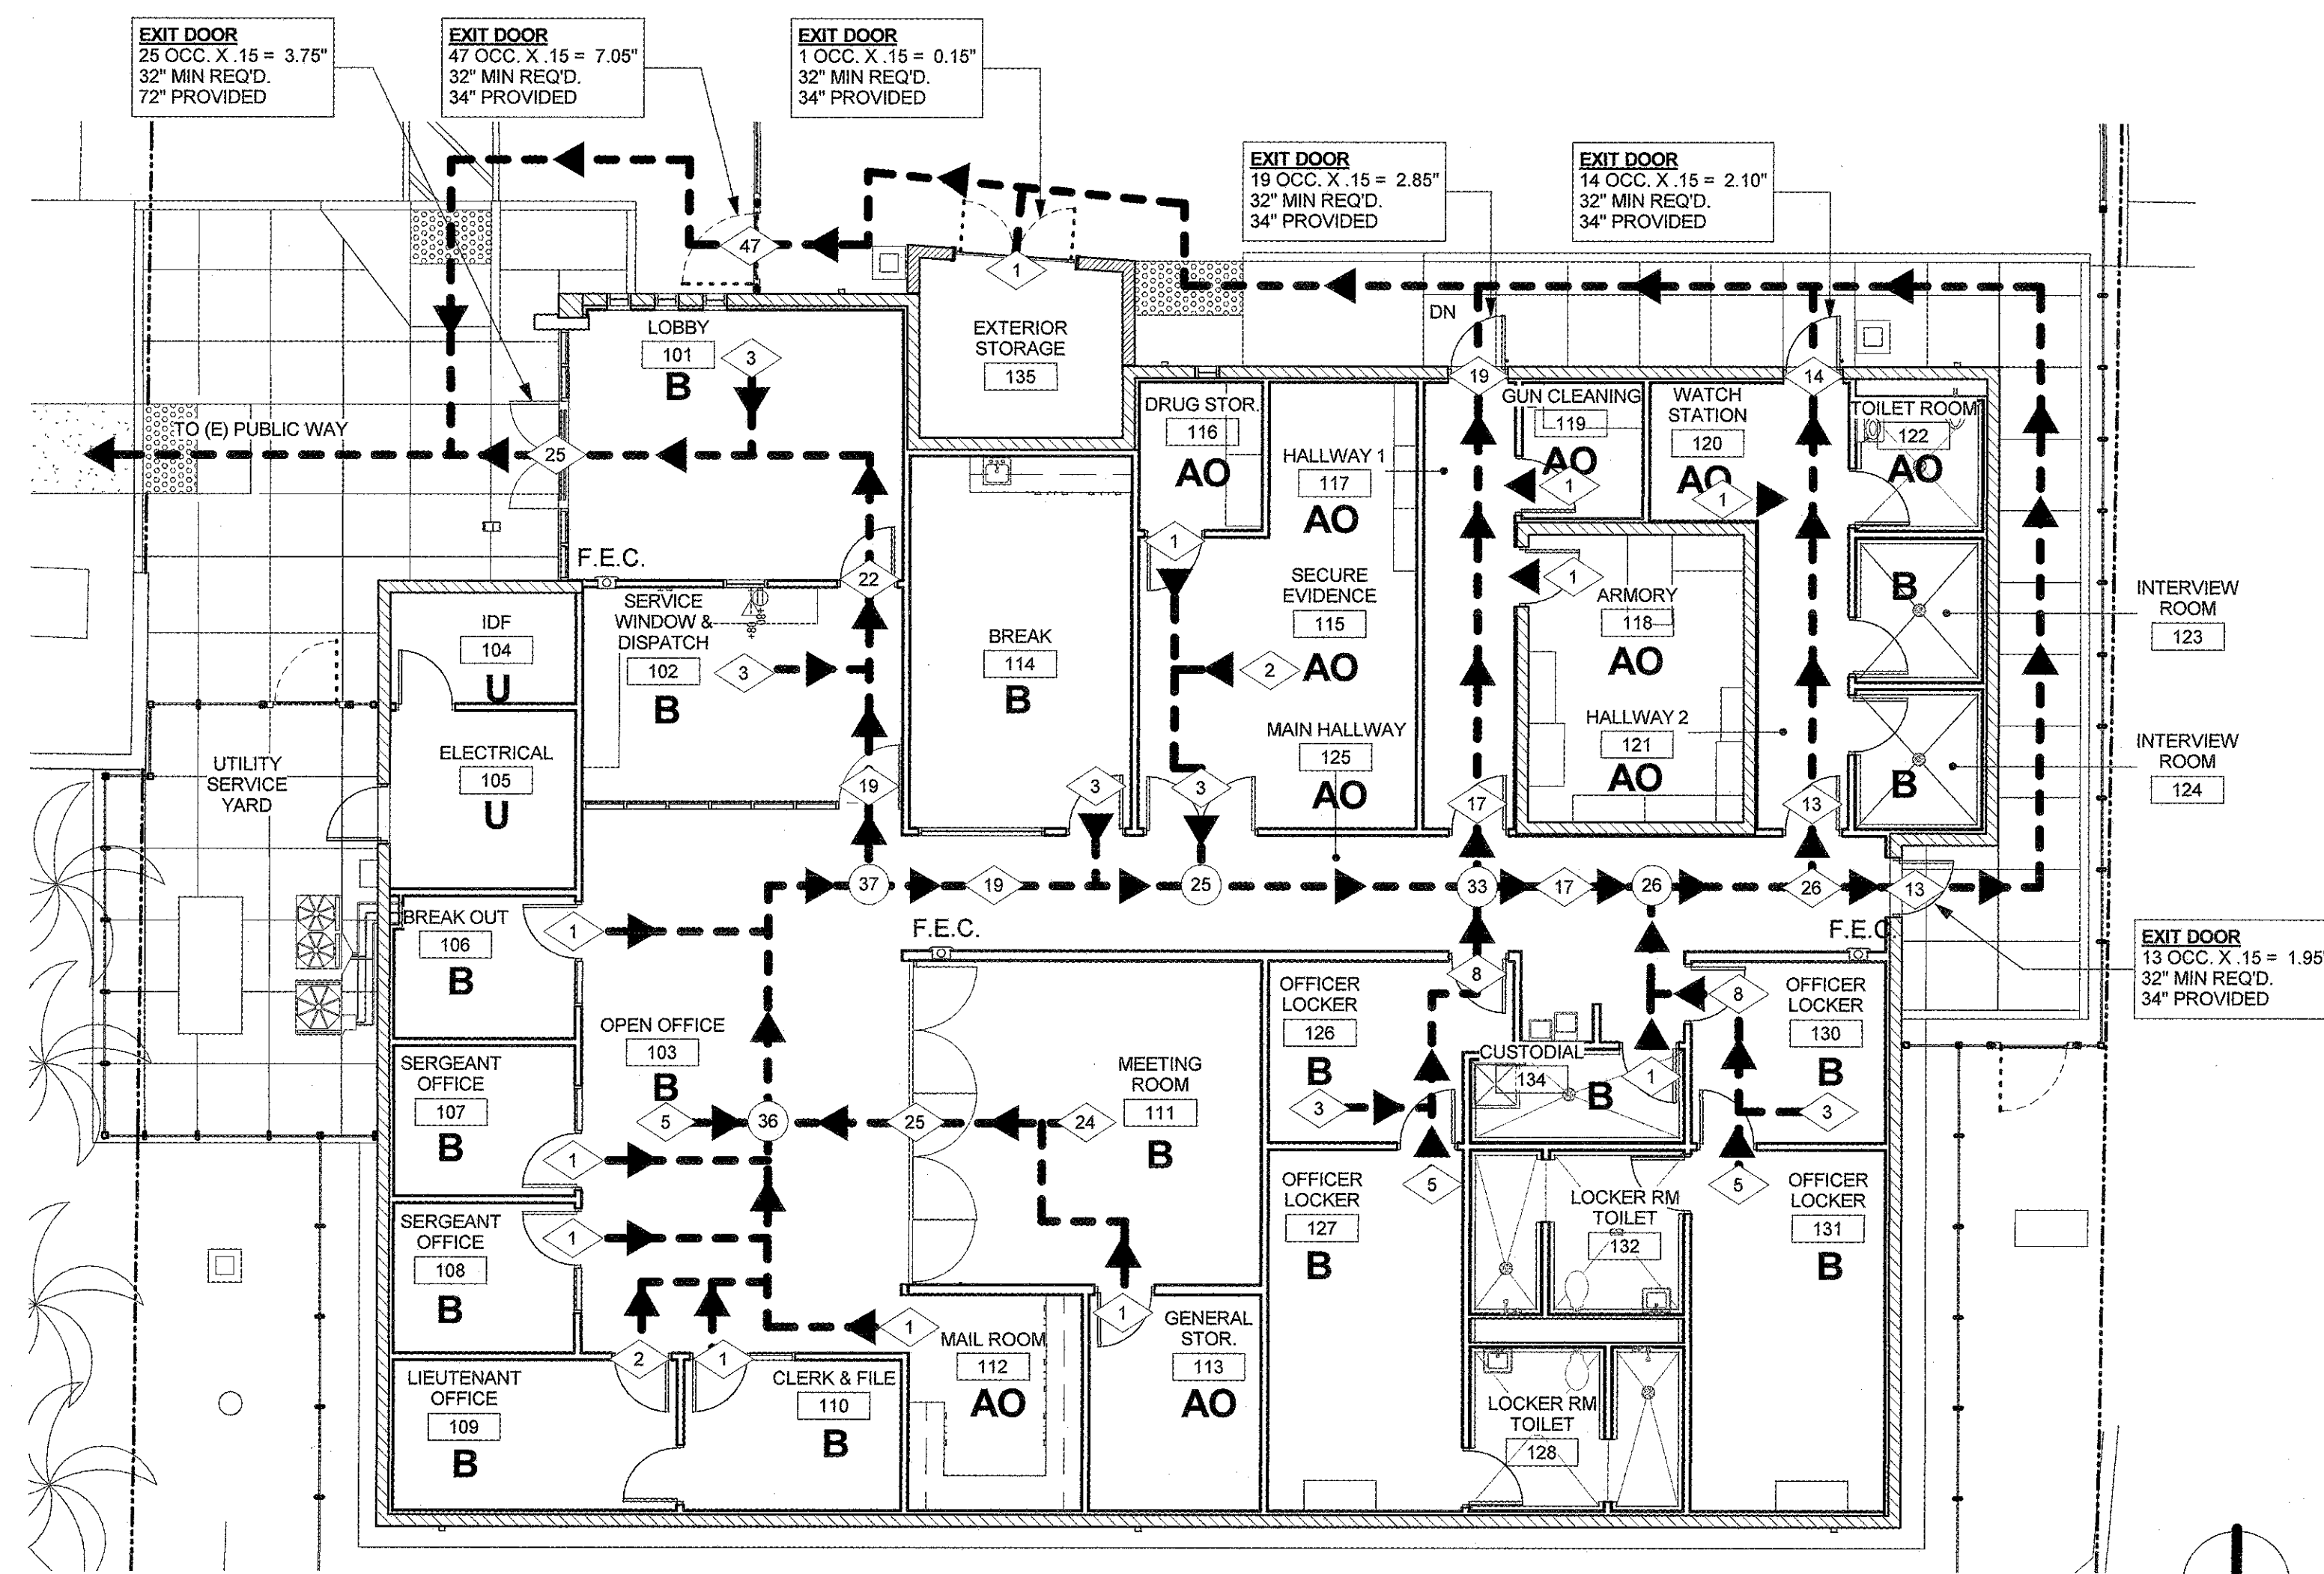 EXIT DOOR
25 OCC. X .15 = 3.75"
32" MIN REQ'D.
72" PROVIDED
EXIT DOOR
47 OCC. X .15 = 7.05"
32" MIN REQ'D.
34" PROVIDED
EXIT DOOR
1 OCC. X .15 = 0.15"
32" MIN REQ'D.
34" PROVIDED
EXIT DOOR
19 OCC. X .15 = 2.85"
32" MIN REQ'D.
34" PROVIDED
EXIT DOOR
14 OCC. X .15 = 2.10"
32" MIN REQ'D.
34" PROVIDED
47
1
DN
LOBBY
101
B
3
EXTERIOR
STORAGE
135
19
14
TO (E) PUBLIC WAY
25
DRUG STOR.
116
AO
HALLWAY 1
117
AO
GUN CLEANING
119
AO
1
WATCH
STATION
120
AO
1
TOILET ROOM
122
AO
F.E.C.
22
1
1
IDF
104
U
SERVICE
WINDOW &
DISPATCH
102
B
3
BREAK
114
B
SECURE
EVIDENCE
115
AO
2
ARMORY
118
AO
B
INTERVIEW
ROOM
123
UTILITY
SERVICE
YARD
ELECTRICAL
105
U
19
3
3
MAIN HALLWAY
125
AO
17
HALLWAY 2
121
AO
13
B
INTERVIEW
ROOM
124
37
19
25
33
17
26
26
13
BREAK OUT
106
B
1
F.E.C.
F.E.C.
EXIT DOOR
13 OCC. X .15 = 1.95"
32" MIN REQ'D.
34" PROVIDED
8
8
SERGEANT
OFFICE
107
B
1
OPEN OFFICE
103
B
5
36
25
24
MEETING
ROOM
111
B
OFFICER
LOCKER
126
B
3
CUSTODIAL
134
B
1
OFFICER
LOCKER
130
B
3
SERGEANT
OFFICE
108
B
1
OFFICER
LOCKER
127
B
5
LOCKER RM
TOILET
132
5
OFFICER
LOCKER
131
B
LIEUTENANT
OFFICE
109
B
2
1
CLERK & FILE
110
B
1
MAIL ROOM
112
AO
1
GENERAL
STOR.
113
AO
LOCKER RM
TOILET
128